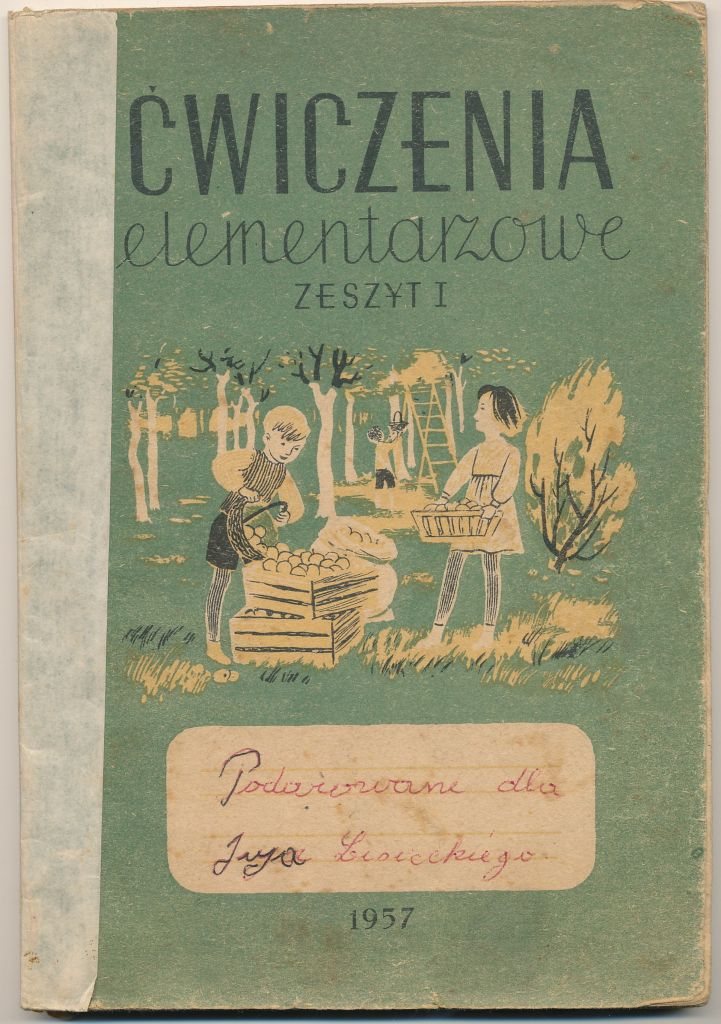 ĆWICZENIA
elementarzowe
ZESZYT I
Podarowane dla
Lisieckiego
1957